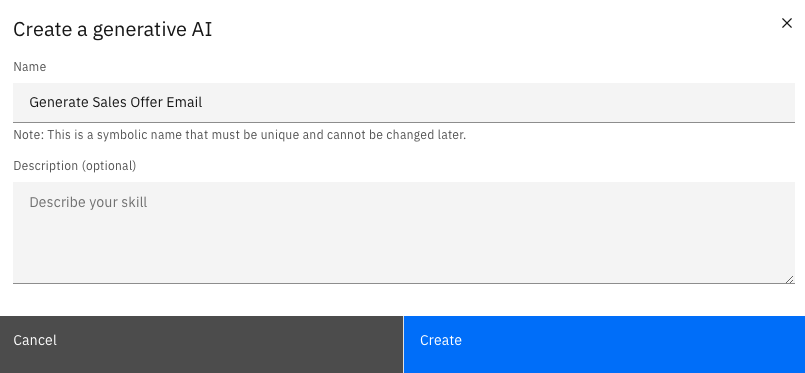 Create a generative AI
Name
Generate Sales Offer Email
Note: This is a symbolic name that must be unique and cannot be changed later.
Description (optional)
Describe your skill
Cancel
Create